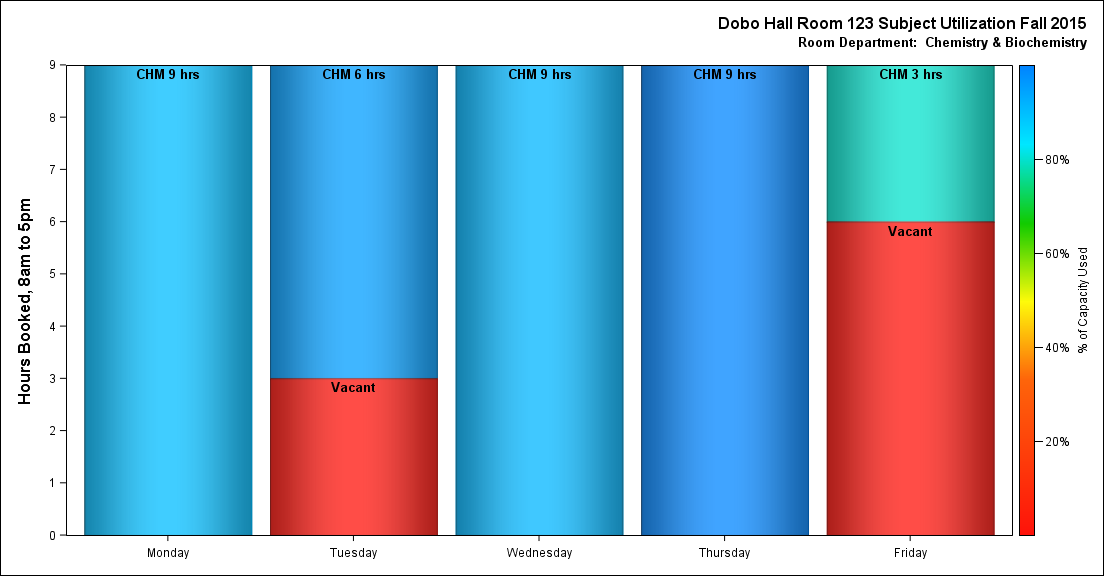 Dobo Hall Room 123 Subject Utilization Fall 2015
Room Department:  Chemistry & Biochemistry
Hours Booked, 8am to 5pm
9
8
7
6
5
4
3
2
1
0
CHM 9 hrs
CHM 6 hrs
CHM 9 hrs
CHM 9 hrs
CHM 3 hrs
Vacant
Vacant
Monday
Tuesday
Wednesday
Thursday
Friday
80%
60%
40%
20%
% of Capacity Used